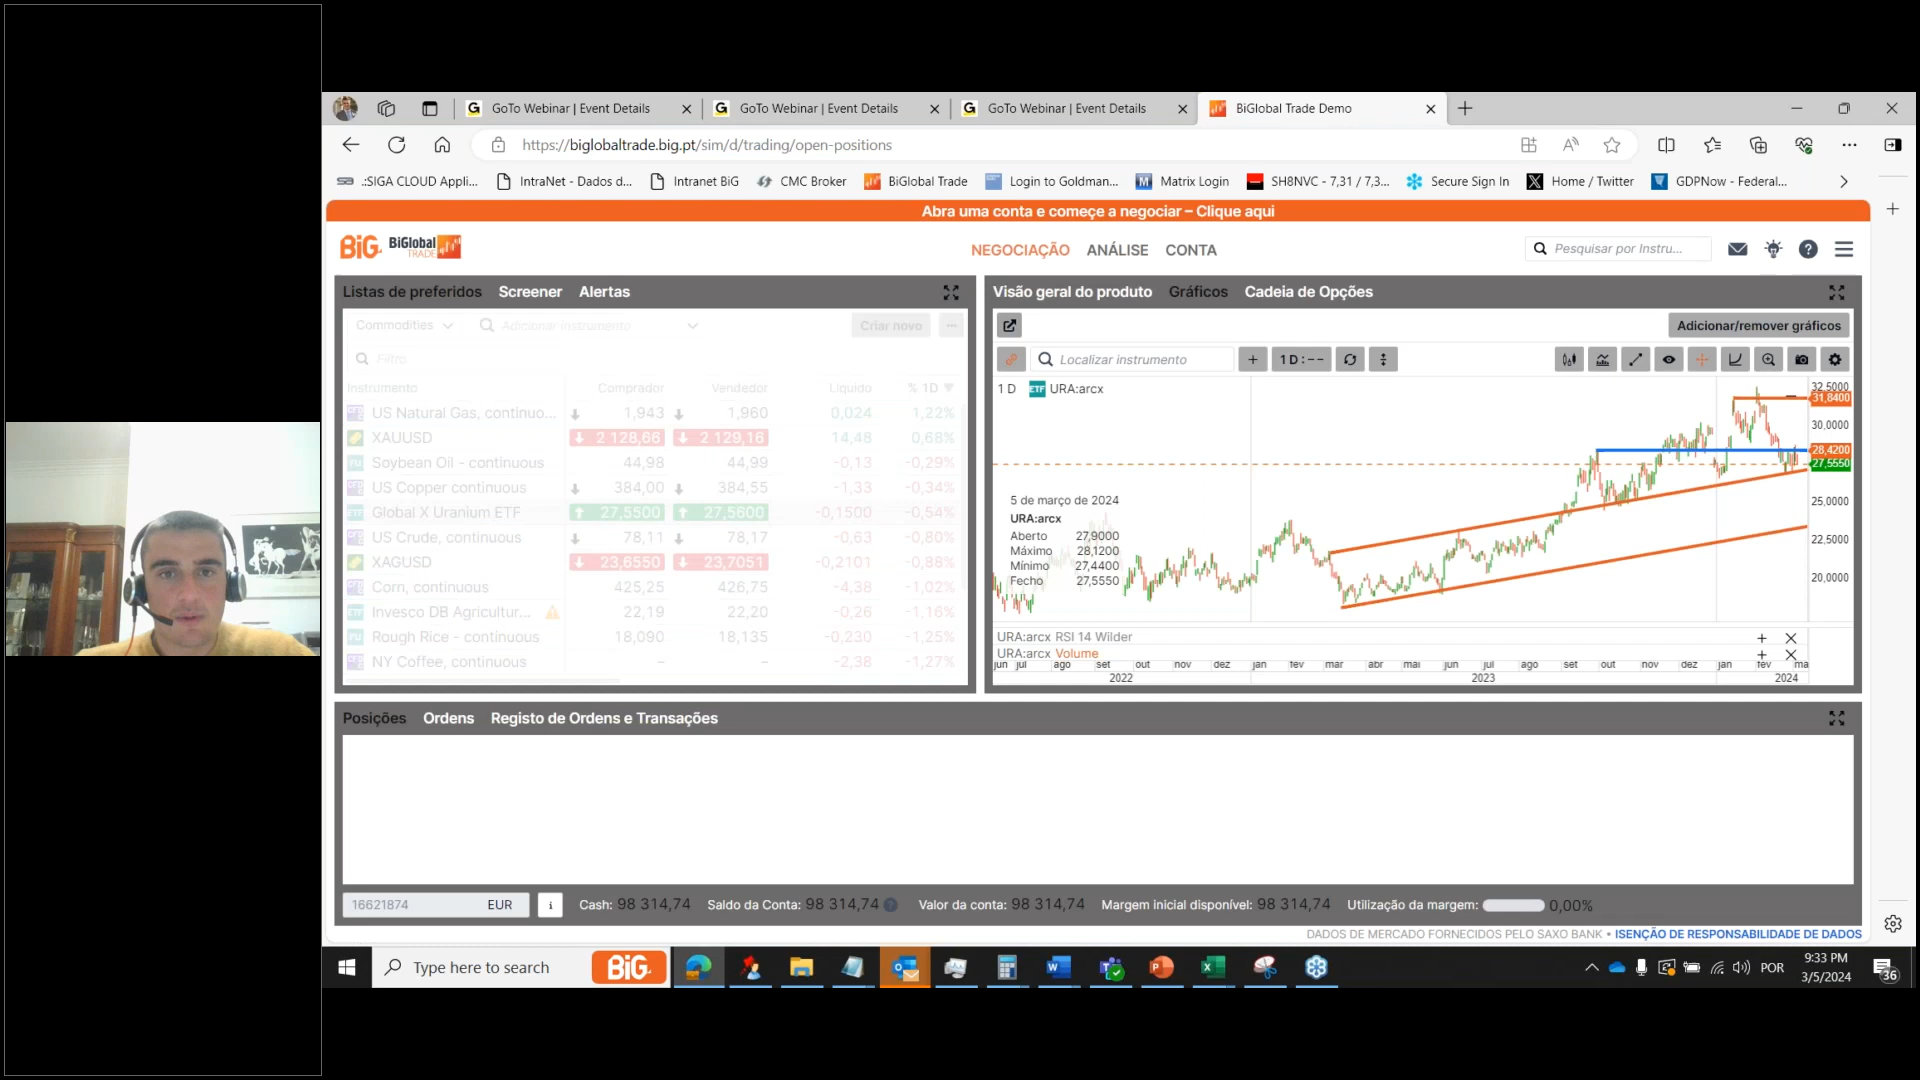 GoTo Webinar | Event Details
GoTo Webinar | Event Details
GoTo Webinar | Event Details
BiGlobal Trade Demo
https://biglobaltrade.big.pt/sim/d/trading/open-positions
.:SIGA CLOUD Appli...
IntraNet - Dados d...
Intranet BiG
CMC Broker
BiGlobal Trade
Login to Goldman...
Matrix Login
SH8NVC - 7,31 / 7,3...
Secure Sign In
Home / Twitter
GDPNow - Federal...
Abra uma conta e começe a negociar – Clique aqui
BiG BiGlobal TRADE
NEGOCIAÇÃO ANÁLISE CONTA
Pesquisar por Instru...
Listas de preferidos Screener Alertas
Commodities Adicionar instrumento Criar novo ...
Filtro
Instrumento Comprador Vendedor Líquido % 1D
US Natural Gas, continuo... 1,943 1,960 0,024 1,22%
XAUUSD 2 128,66 2 129,16 14,48 0,68%
Soybean Oil - continuous 44,98 44,99 -0,13 -0,29%
US Copper continuous 384,00 384,55 -1,33 -0,34%
Global X Uranium ETF 27,5500 27,5600 -0,1500 -0,54%
US Crude, continuous 78,11 78,17 -0,63 -0,80%
XAGUSD 23,6550 23,7051 -0,2101 -0,88%
Corn, continuous 425,25 426,75 -4,38 -1,02%
Invesco DB Agricultur... 22,19 22,20 -0,26 -1,16%
Rough Rice - continuous 18,090 18,135 -0,230 -1,25%
NY Coffee, continuous – – -2,38 -1,27%
Visão geral do produto Gráficos Cadeia de Opções
Adicionar/remover gráficos
Localizar instrumento + 1 D : - -
1 D ETF URA:arcx
32,5000
31,8400
30,0000
28,4200
27,5550
25,0000
22,5000
20,0000
5 de março de 2024
URA:arcx
Aberto 27,9000
Máximo 28,1200
Mínimo 27,4400
Fecho 27,5550
URA:arcx RSI 14 Wilder
URA:arcx Volume
jun jul ago set out nov dez jan fev mar abr mai jun jul ago set out nov dez jan fev ma
2022 2023 2024
Posições Ordens Registo de Ordens e Transações
16621874 EUR i Cash: 98 314,74 Saldo da Conta: 98 314,74 Valor da conta: 98 314,74 Margem inicial disponível: 98 314,74 Utilização da margem: 0,00%
DADOS DE MERCADO FORNECIDOS PELO SAXO BANK • ISENÇÃO DE RESPONSABILIDADE DE DADOS
Type here to search
BiG
POR
9:33 PM
3/5/2024
36